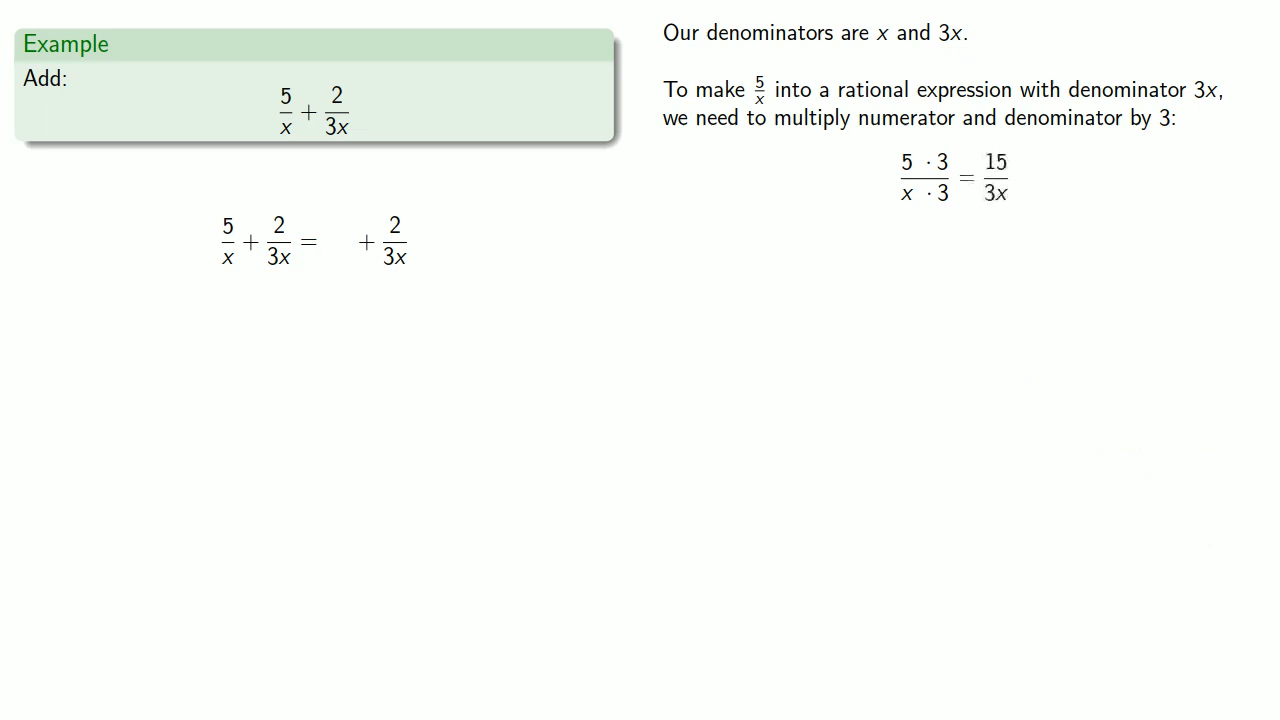 Example
Add:
5/x + 2/3x
5/x + 2/3x = + 2/3x
Our denominators are x and 3x.
To make 5/x into a rational expression with denominator 3x,
we need to multiply numerator and denominator by 3:
5 · 3/x · 3 = 15/3x